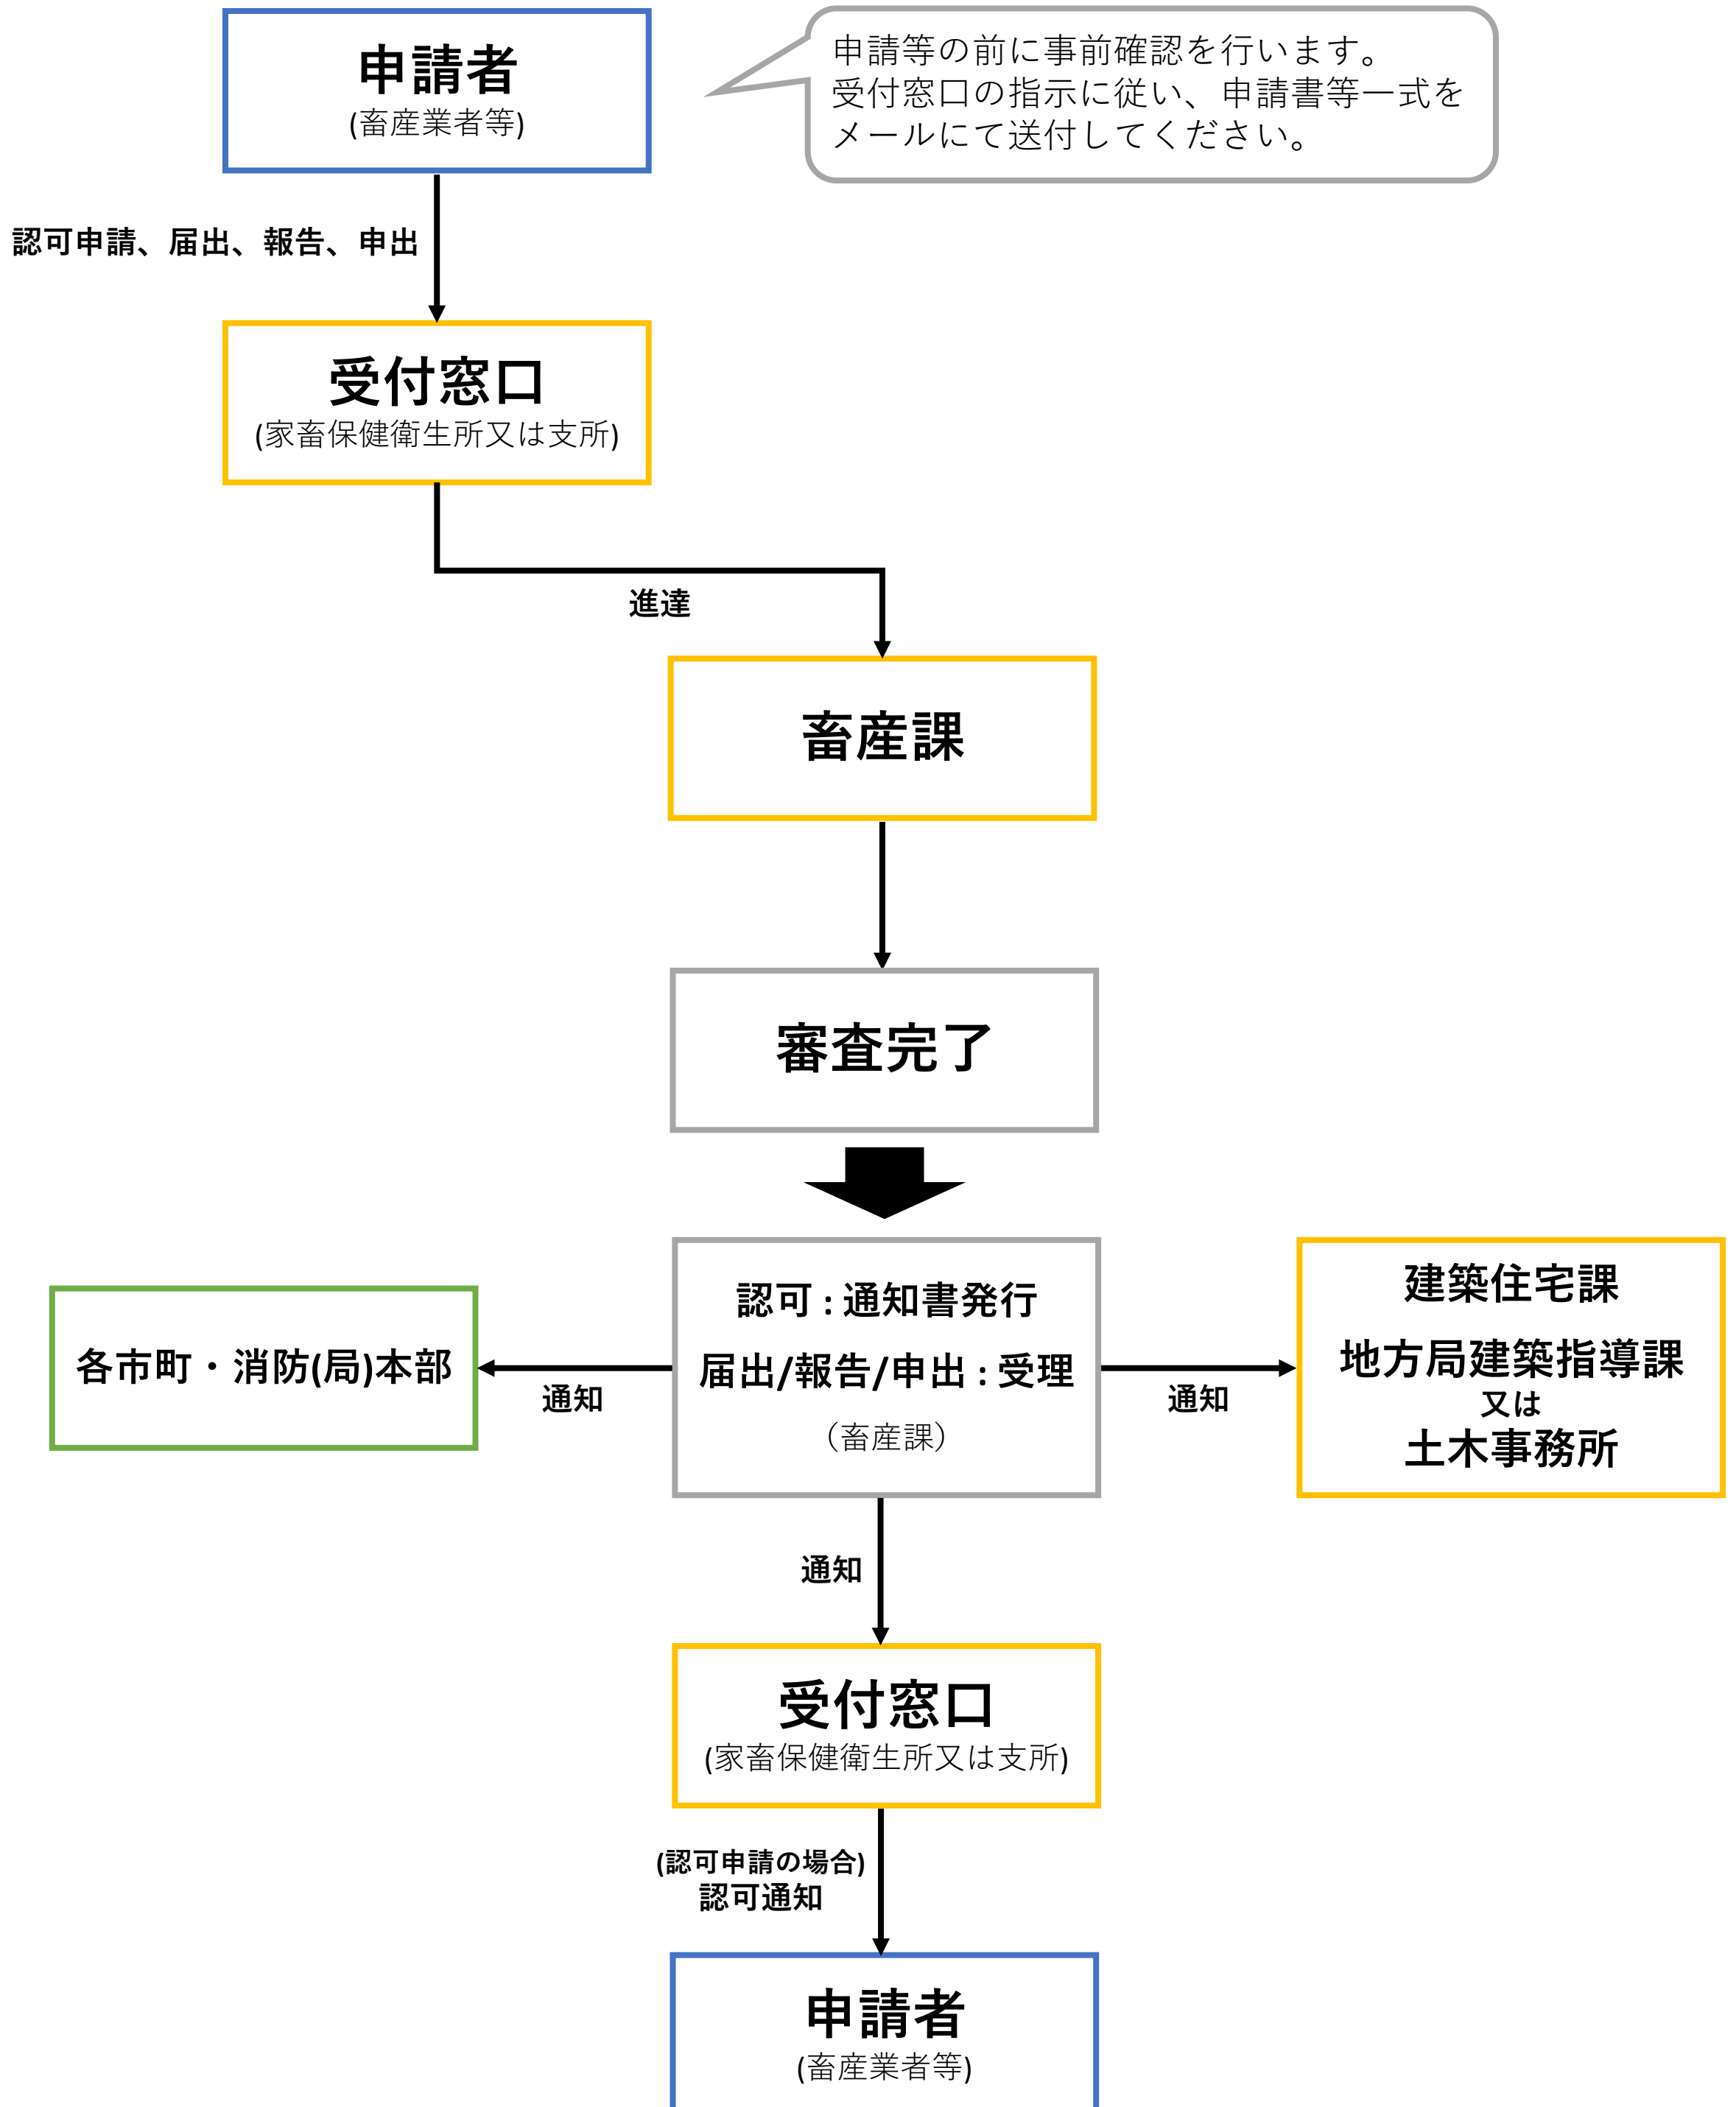 申請者
(畜産業者等)
申請等の前に事前確認を行います。
受付窓口の指示に従い、申請書等一式を
メールにて送付してください。
認可申請、届出、報告、申出
受付窓口
(家畜保健衛生所又は支所)
進達
畜産課
審査完了
認可：通知書発行
届出/報告/申出：受理
（畜産課）
各市町・消防(局)本部
通知
通知
建築住宅課
地方局建築指導課
又は
土木事務所
通知
受付窓口
(家畜保健衛生所又は支所)
(認可申請の場合)
認可通知
申請者
(畜産業者等)